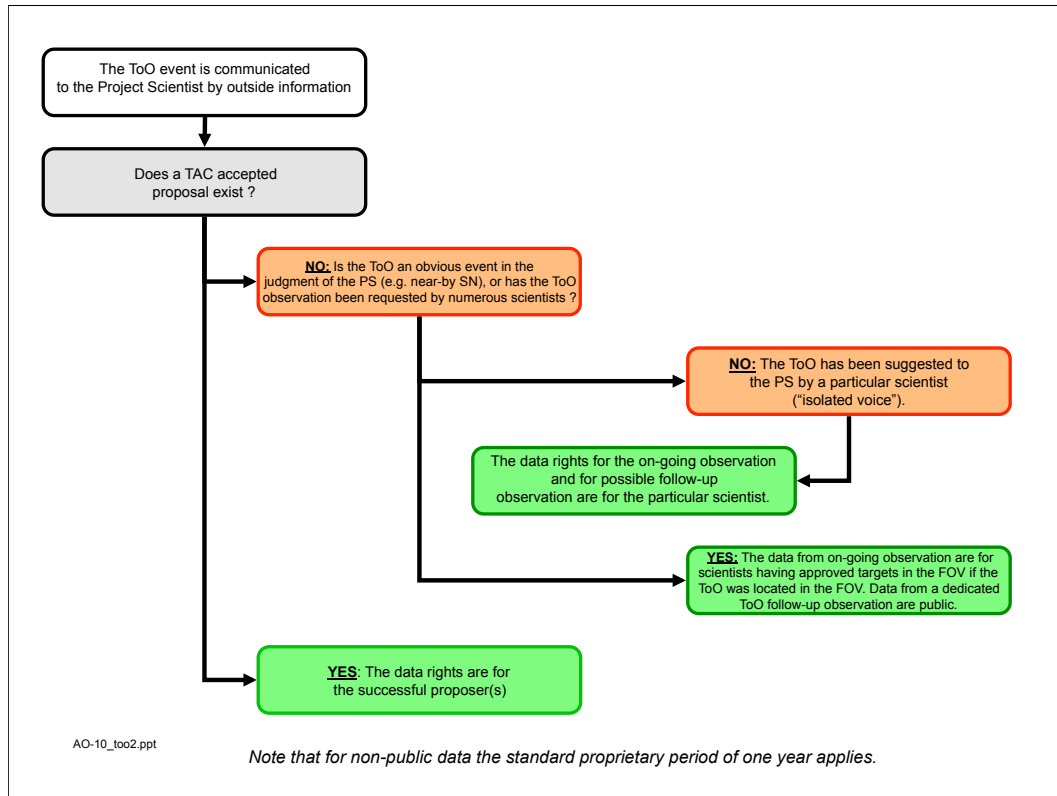 The ToO event is communicated
to the Project Scientist by outside information
Does a TAC accepted
proposal exist ?
NO: Is the ToO an obvious event in the
judgment of the PS (e.g. near-by SN), or has the ToO
observation been requested by numerous scientists ?
NO: The ToO has been suggested to
the PS by a particular scientist
(“isolated voice”).
The data rights for the on-going observation
and for possible follow-up
observation are for the particular scientist.
YES: The data from on-going observation are for
scientists having approved targets in the FOV if the
ToO was located in the FOV. Data from a dedicated
ToO follow-up observation are public.
YES: The data rights are for
the successful proposer(s)
AO-10_too2.ppt
Note that for non-public data the standard proprietary period of one year applies.